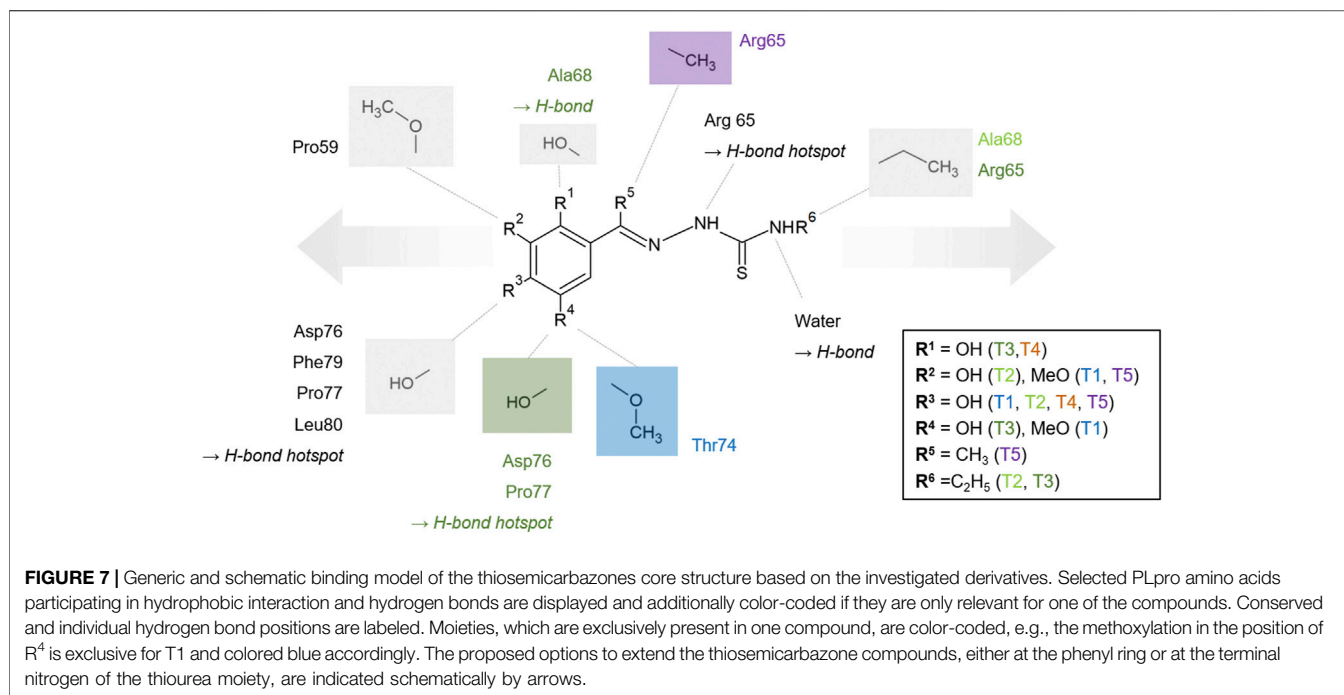 Arg65
CH₃
Ala68
→ H-bond
H₃C
O
HO
Pro59
Arg 65
→ H-bond hotspot
CH₃
Ala68
Arg65
R¹
R⁵
R²
NH
NHR⁶
N
S
R³
R⁴
Water
→ H-bond
Asp76
Phe79
Pro77
Leu80
→ H-bond hotspot
HO
HO
O
CH₃
Thr74
Asp76
Pro77
→ H-bond hotspot
R¹ = OH (T3,T4)
R² = OH (T2), MeO (T1, T5)
R³ = OH (T1, T2, T4, T5)
R⁴ = OH (T3), MeO (T1)
R⁵ = CH₃ (T5)
R⁶ =C₂H₅ (T2, T3)
FIGURE 7 | Generic and schematic binding model of the thiosemicarbazones core structure based on the investigated derivatives. Selected PLpro amino acids
participating in hydrophobic interaction and hydrogen bonds are displayed and additionally color-coded if they are only relevant for one of the compounds. Conserved
and individual hydrogen bond positions are labeled. Moieties, which are exclusively present in one compound, are color-coded, e.g., the methoxylation in the position of
R⁴ is exclusive for T1 and colored blue accordingly. The proposed options to extend the thiosemicarbazone compounds, either at the phenyl ring or at the terminal
nitrogen of the thiourea moiety, are indicated schematically by arrows.